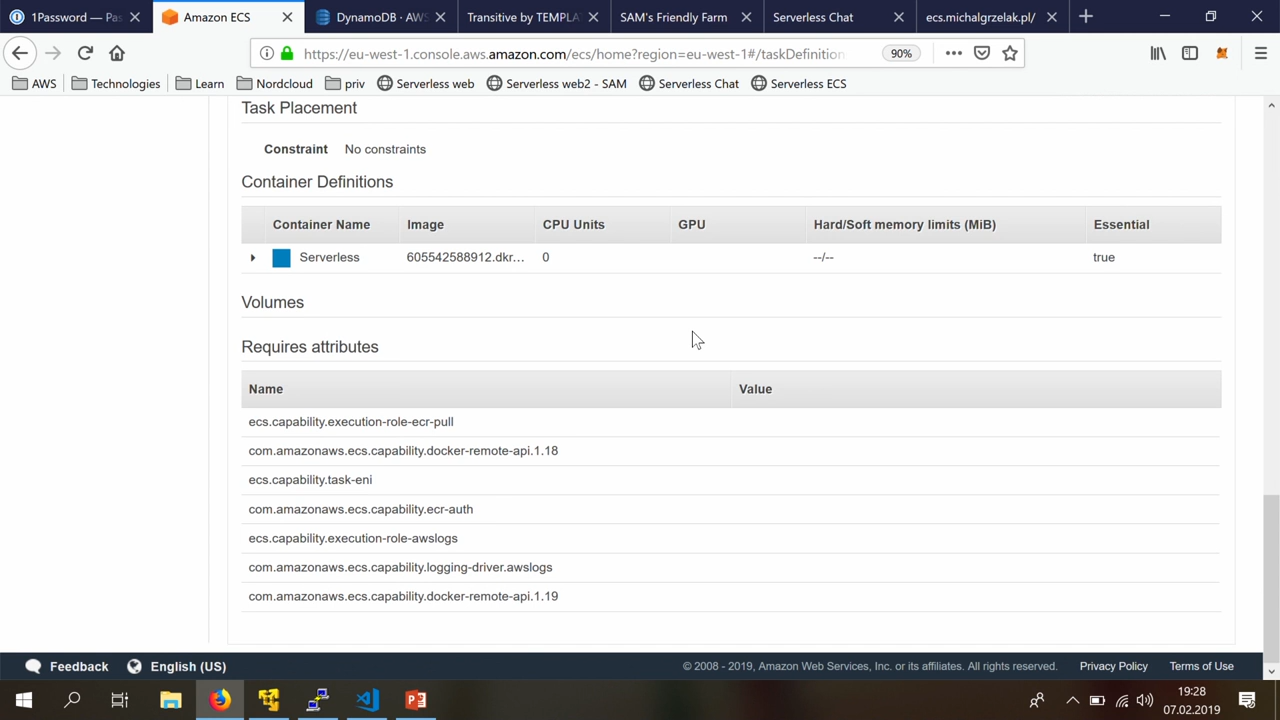 1Password — Pas
Amazon ECS
DynamoDB · AWS
Transitive by TEMPLA
SAM's Friendly Farm
Serverless Chat
ecs.michalgrzelak.pl/
https://eu-west-1.console.aws.amazon.com/ecs/home?region=eu-west-1#/taskDefinition
90%
AWS
Technologies
Learn
Nordcloud
priv
Serverless web
Serverless web2 - SAM
Serverless Chat
Serverless ECS
Task Placement
Constraint No constraints
Container Definitions
Container Name Image CPU Units GPU Hard/Soft memory limits (MiB) Essential
Serverless 605542588912.dkr... 0 --/-- true
Volumes
Requires attributes
Name Value
ecs.capability.execution-role-ecr-pull
com.amazonaws.ecs.capability.docker-remote-api.1.18
ecs.capability.task-eni
com.amazonaws.ecs.capability.ecr-auth
ecs.capability.execution-role-awslogs
com.amazonaws.ecs.capability.logging-driver.awslogs
com.amazonaws.ecs.capability.docker-remote-api.1.19
Feedback English (US) © 2008 - 2019, Amazon Web Services, Inc. or its affiliates. All rights reserved. Privacy Policy Terms of Use
19:28
07.02.2019